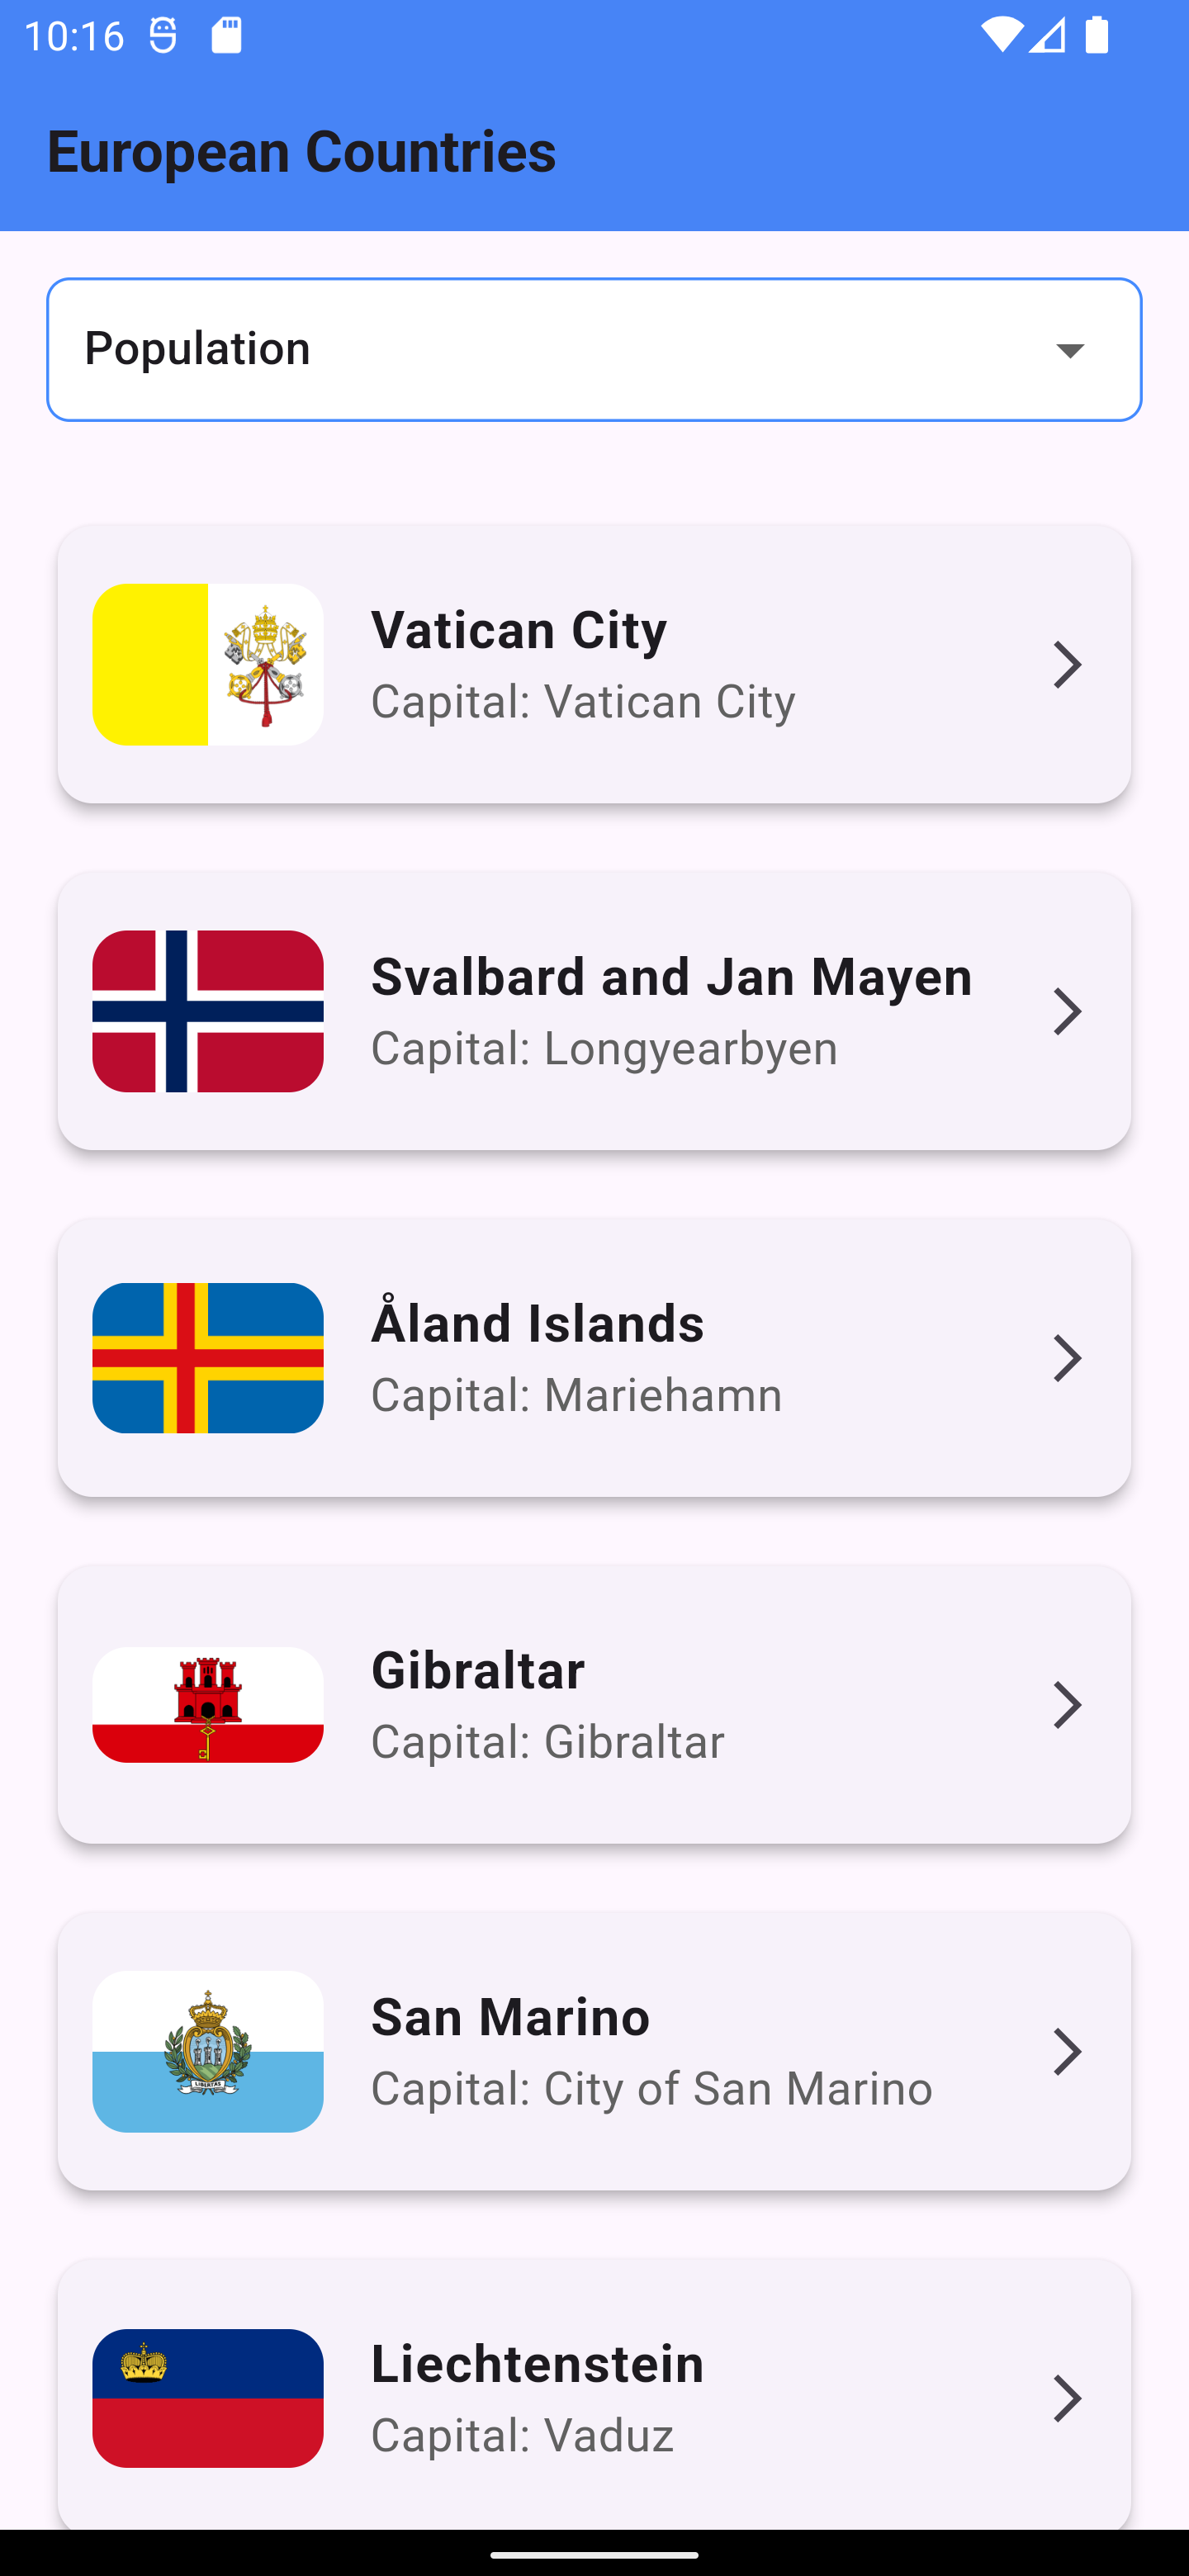 10:16
European Countries
Population
Vatican City
Capital: Vatican City
Svalbard and Jan Mayen
Capital: Longyearbyen
Åland Islands
Capital: Mariehamn
Gibraltar
Capital: Gibraltar
San Marino
Capital: City of San Marino
LIBERTAS
Liechtenstein
Capital: Vaduz